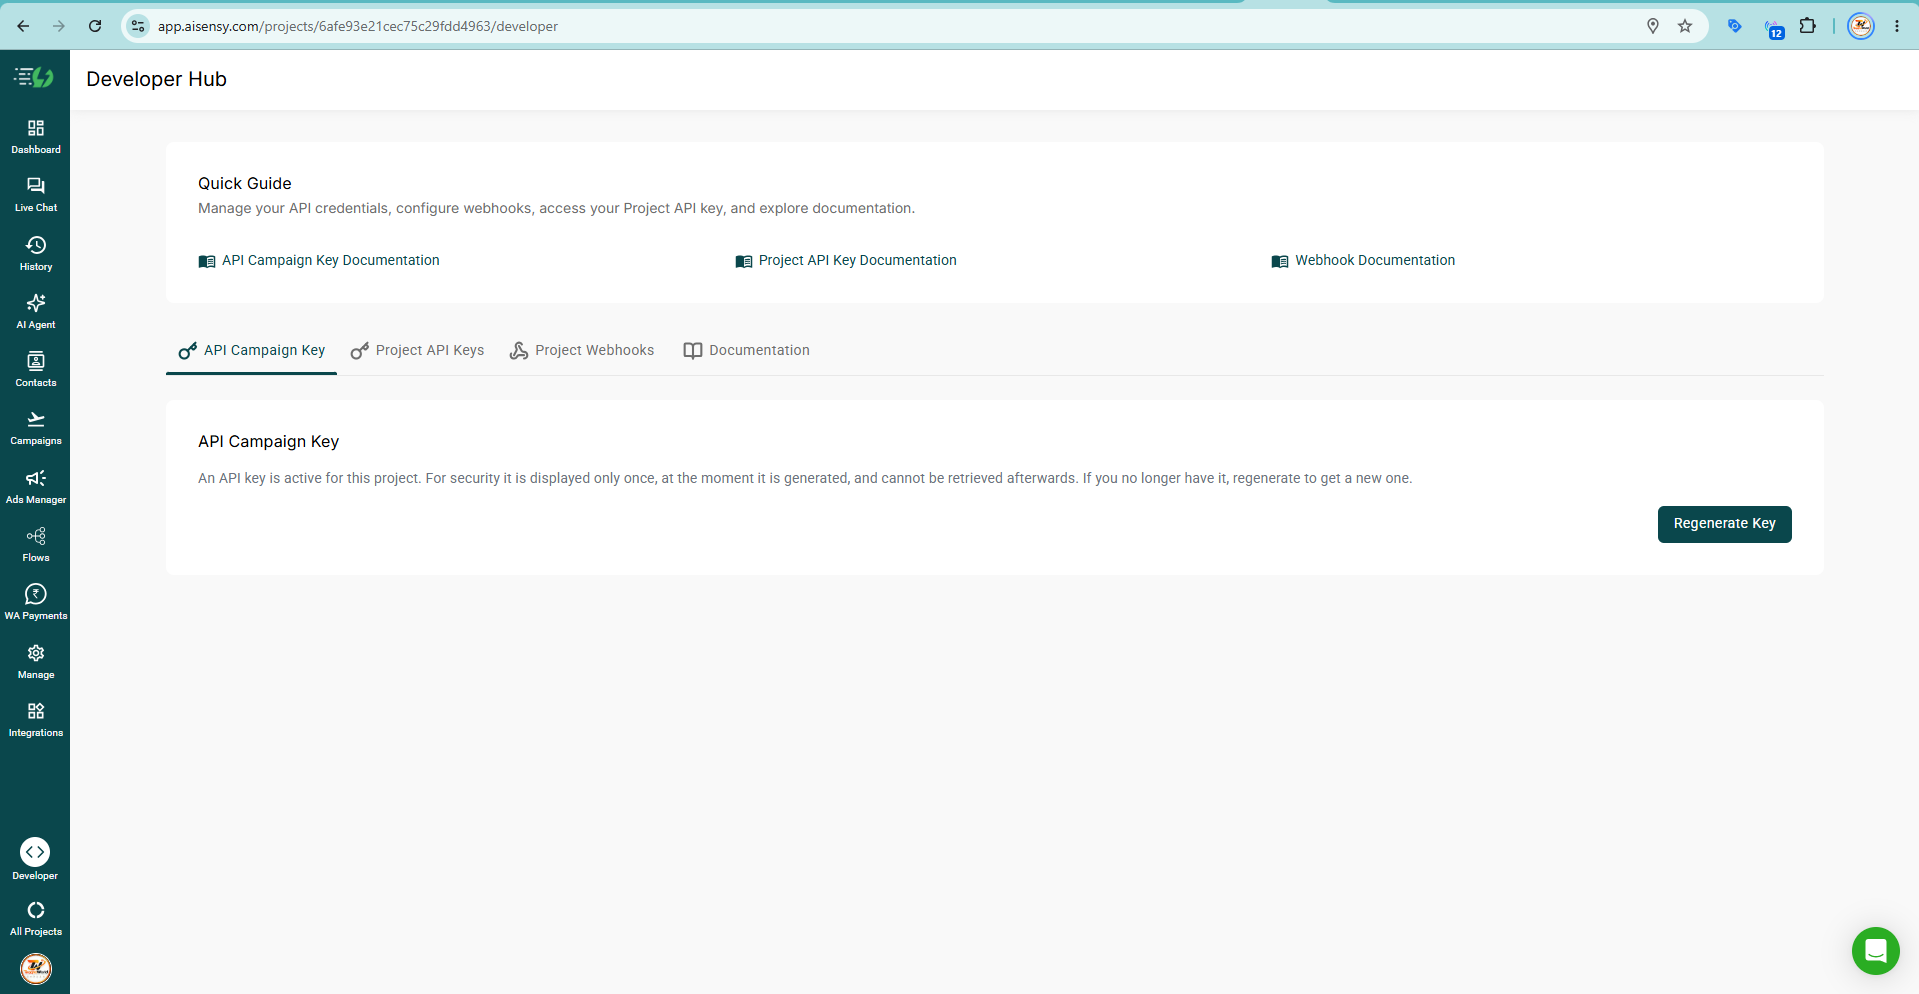 app.aisensy.com/projects/6afe93e21cec75c29fdd4963/developer
12
Developer Hub
Dashboard
Live Chat
History
AI Agent
Contacts
Campaigns
Ads Manager
Flows
WA Payments
Manage
Integrations
Developer
All Projects
Quick Guide
Manage your API credentials, configure webhooks, access your Project API key, and explore documentation.
API Campaign Key Documentation
Project API Key Documentation
Webhook Documentation
API Campaign Key
Project API Keys
Project Webhooks
Documentation
API Campaign Key
An API key is active for this project. For security it is displayed only once, at the moment it is generated, and cannot be retrieved afterwards. If you no longer have it, regenerate to get a new one.
Regenerate Key